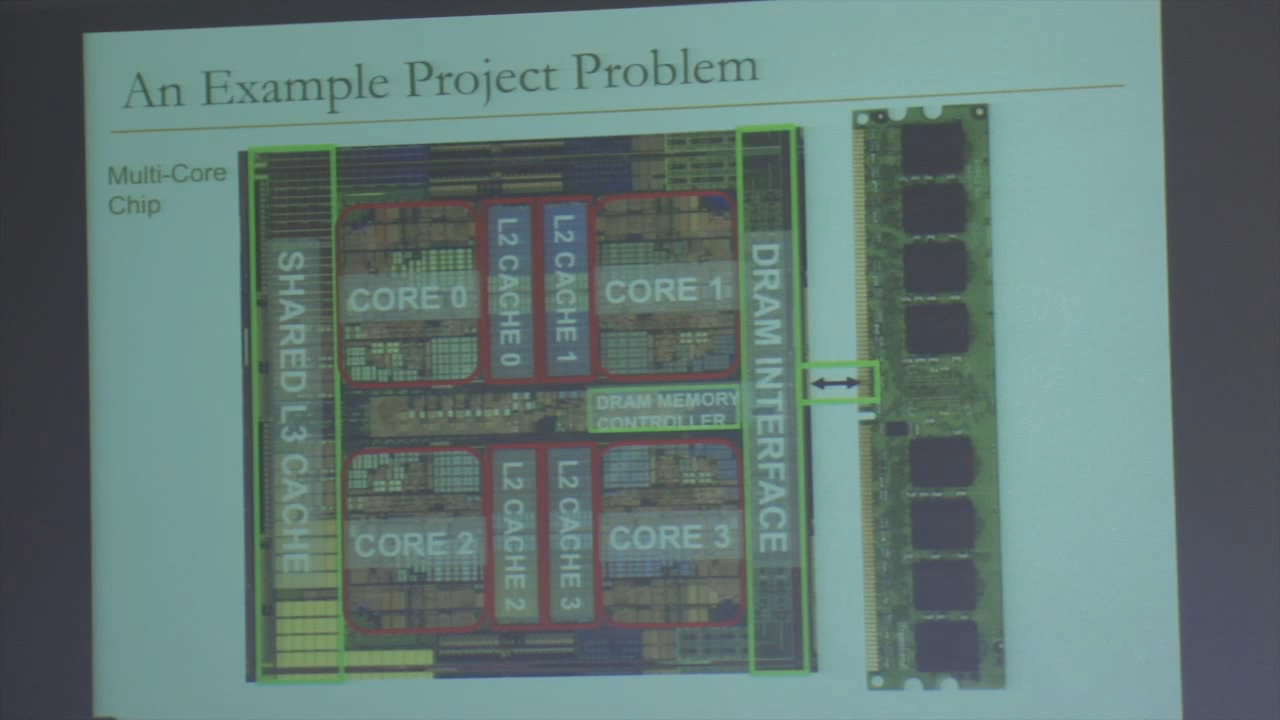 An Example Project Problem
Multi-Core
Chip
SHARED L3 CACHE
CORE 0
L2 CACHE 0
L2 CACHE 1
CORE 1
DRAM INTERFACE
DRAM MEMORY
CONTROLLER
CORE 2
L2 CACHE 2
L2 CACHE 3
CORE 3